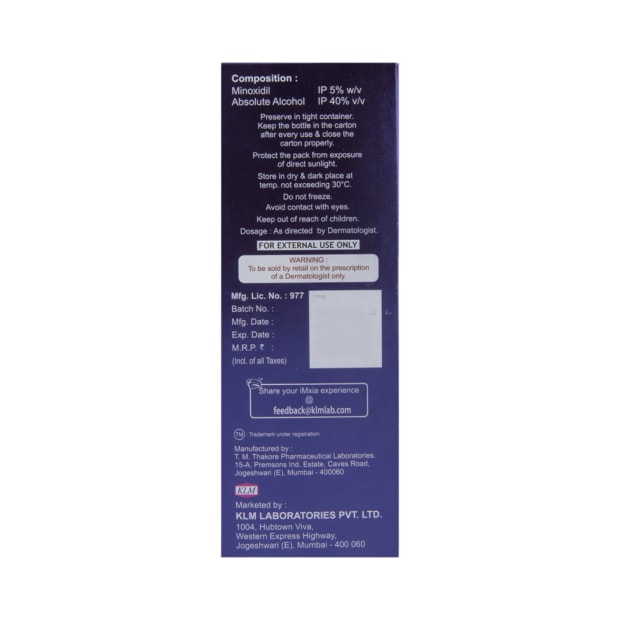 Composition :
Minoxidil IP 5% w/v
Absolute Alcohol IP 40% v/v
Preserve in tight container.
Keep the bottle in the carton
after every use & close the
carton properly.
Protect the pack from exposure
of direct sunlight.
Store in dry & dark place at
temp. not exceeding 30°C.
Do not freeze.
Avoid contact with eyes.
Keep out of reach of children.
Dosage : As directed by Dermatologist.
FOR EXTERNAL USE ONLY
WARNING :
To be sold by retail on the prescription
of a Dermatologist only.
Mfg. Lic. No. : 977
Batch No. :
Mfg. Date :
Exp. Date :
M.R.P. ₹ :
(Incl. of all Taxes)
Share your iMxia experience
@
feedback@klmlab.com
TM : Trademark under registration
Manufactured by :
T. M. Thakore Pharmaceutical Laboratories.
15-A, Premsons Ind. Estate, Caves Road,
Jogeshwari (E), Mumbai - 400060
KLM
Marketed by :
KLM LABORATORIES PVT. LTD.
1004, Hubtown Viva,
Western Express Highway,
Jogeshwari (E), Mumbai - 400 060